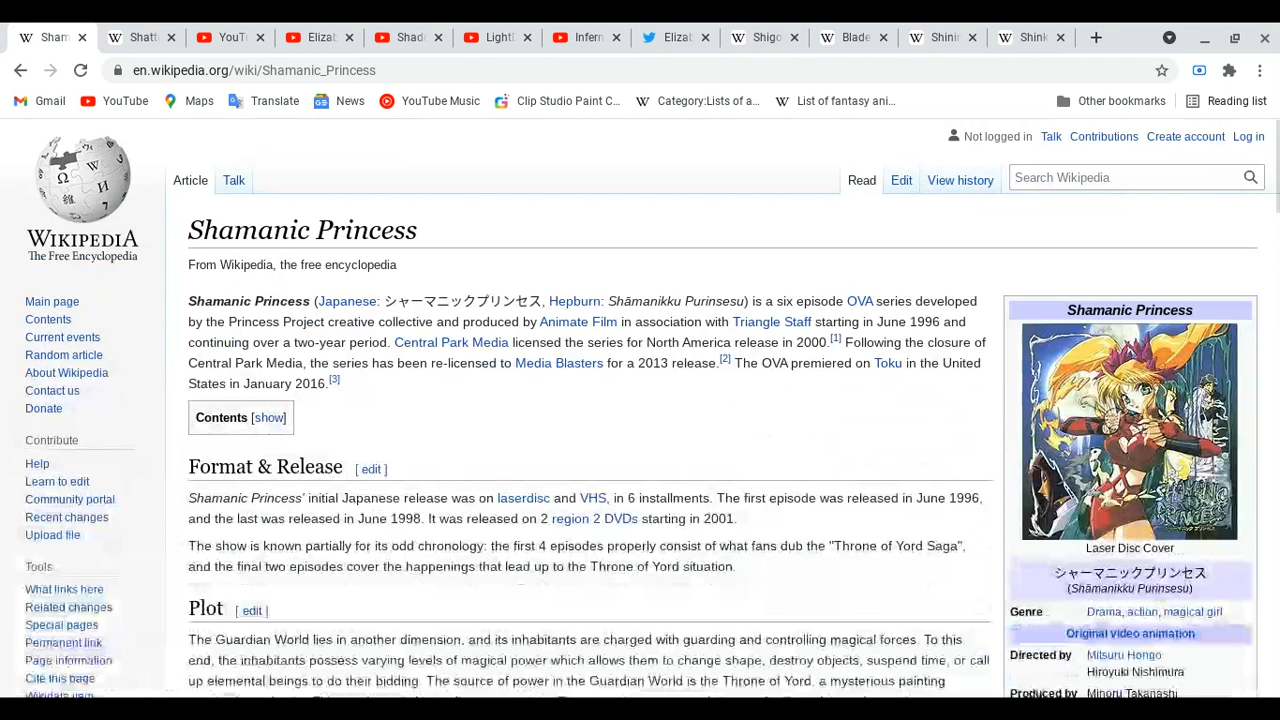 Sham
Shatt
YouTu
Elizab
Shado
LightD
Infern
Elizab
Shigo
Blade
Shinin
Shink
en.wikipedia.org/wiki/Shamanic_Princess
Gmail
YouTube
Maps
Translate
News
YouTube Music
Clip Studio Paint C...
Category:Lists of a...
List of fantasy ani...
Other bookmarks
Reading list
Not logged in Talk Contributions Create account Log in
Article Talk Read Edit View history Search Wikipedia
WIKIPEDIA
The Free Encyclopedia
Main page
Contents
Current events
Random article
About Wikipedia
Contact us
Donate
Contribute
Help
Learn to edit
Community portal
Recent changes
Upload file
Tools
What links here
Related changes
Special pages
Permanent link
Page information
Cite this page
Wikidata item
Shamanic Princess
From Wikipedia, the free encyclopedia
Shamanic Princess (Japanese: シャーマニックプリンセス, Hepburn: Shāmanikku Purinsesu) is a six episode OVA series developed
by the Princess Project creative collective and produced by Animate Film in association with Triangle Staff starting in June 1996 and
continuing over a two-year period. Central Park Media licensed the series for North America release in 2000.[1] Following the closure of
Central Park Media, the series has been re-licensed to Media Blasters for a 2013 release.[2] The OVA premiered on Toku in the United
States in January 2016.[3]
Contents [show]
Format & Release [ edit ]
Shamanic Princess' initial Japanese release was on laserdisc and VHS, in 6 installments. The first episode was released in June 1996,
and the last was released in June 1998. It was released on 2 region 2 DVDs starting in 2001.
The show is known partially for its odd chronology: the first 4 episodes properly consist of what fans dub the "Throne of Yord Saga",
and the final two episodes cover the happenings that lead up to the Throne of Yord situation.
Plot [ edit ]
The Guardian World lies in another dimension, and its inhabitants are charged with guarding and controlling magical forces. To this
end, the inhabitants possess varying levels of magical power which allows them to change shape, destroy objects, suspend time, or call
up elemental beings to do their bidding. The source of power in the Guardian World is the Throne of Yord, a mysterious painting
Shamanic Princess
Laser Disc Cover
シャーマニックプリンセス
(Shāmanikku Purinsesu)
Genre Drama, action, magical girl
Original video animation
Directed by Mitsuru Hongo
Hiroyuki Nishimura
Produced by Minoru Takanashi